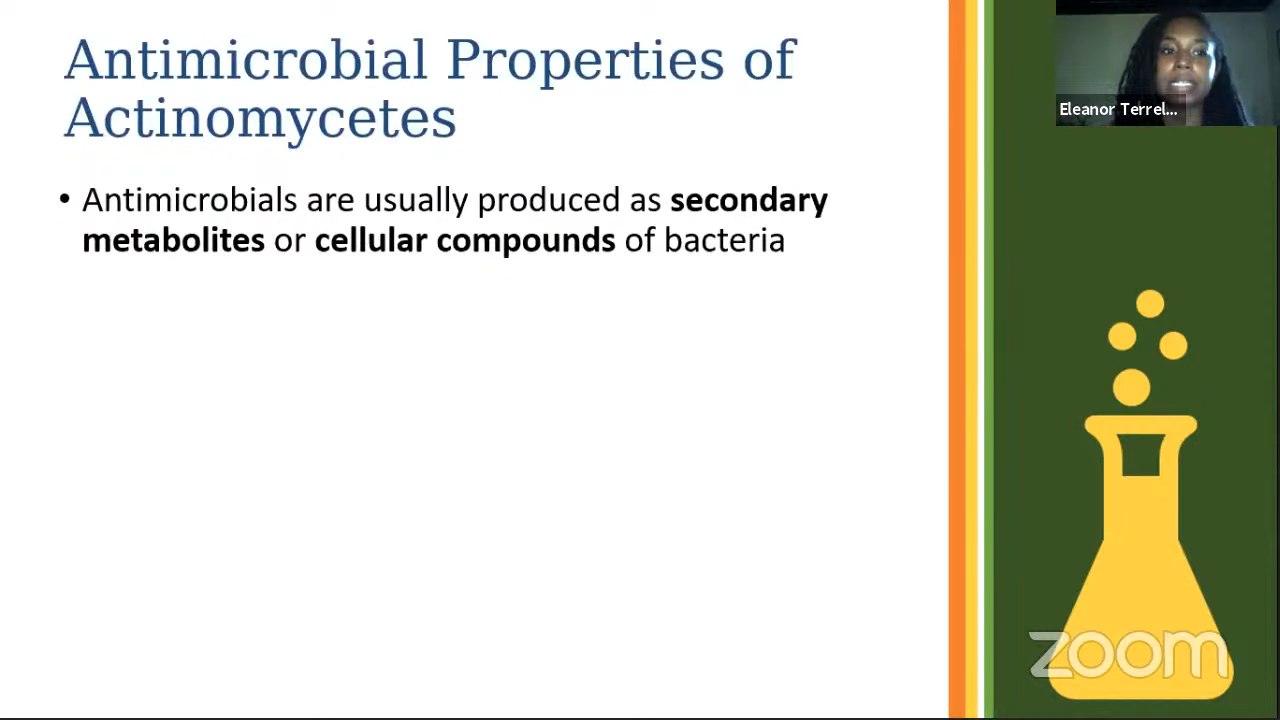 Antimicrobial Properties of
Actinomycetes
• Antimicrobials are usually produced as secondary
metabolites or cellular compounds of bacteria
Eleanor Terrel...
zoom